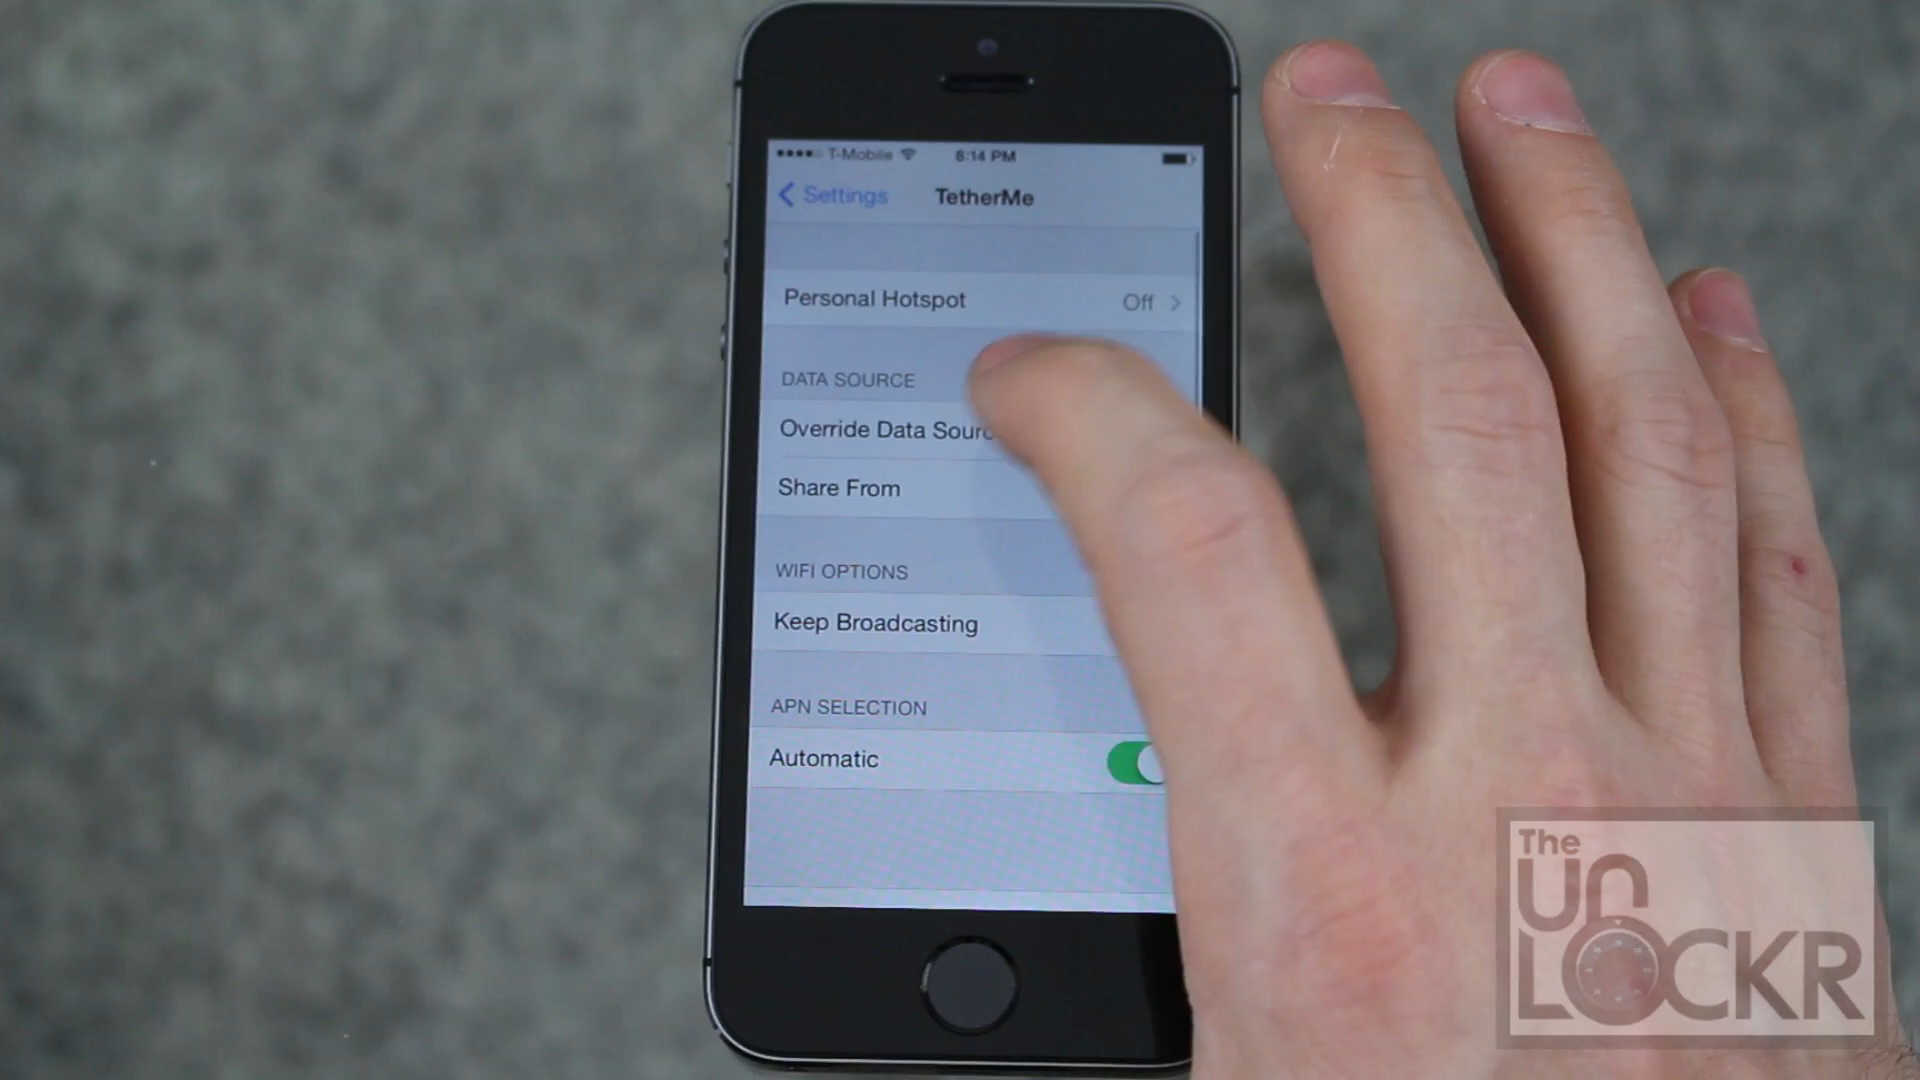 T-Mobile 8:14 PM
Settings TetherMe
Personal Hotspot Off
DATA SOURCE
Override Data Sourc
Share From
WIFI OPTIONS
Keep Broadcasting
APN SELECTION
Automatic
The
UN
LOCKR